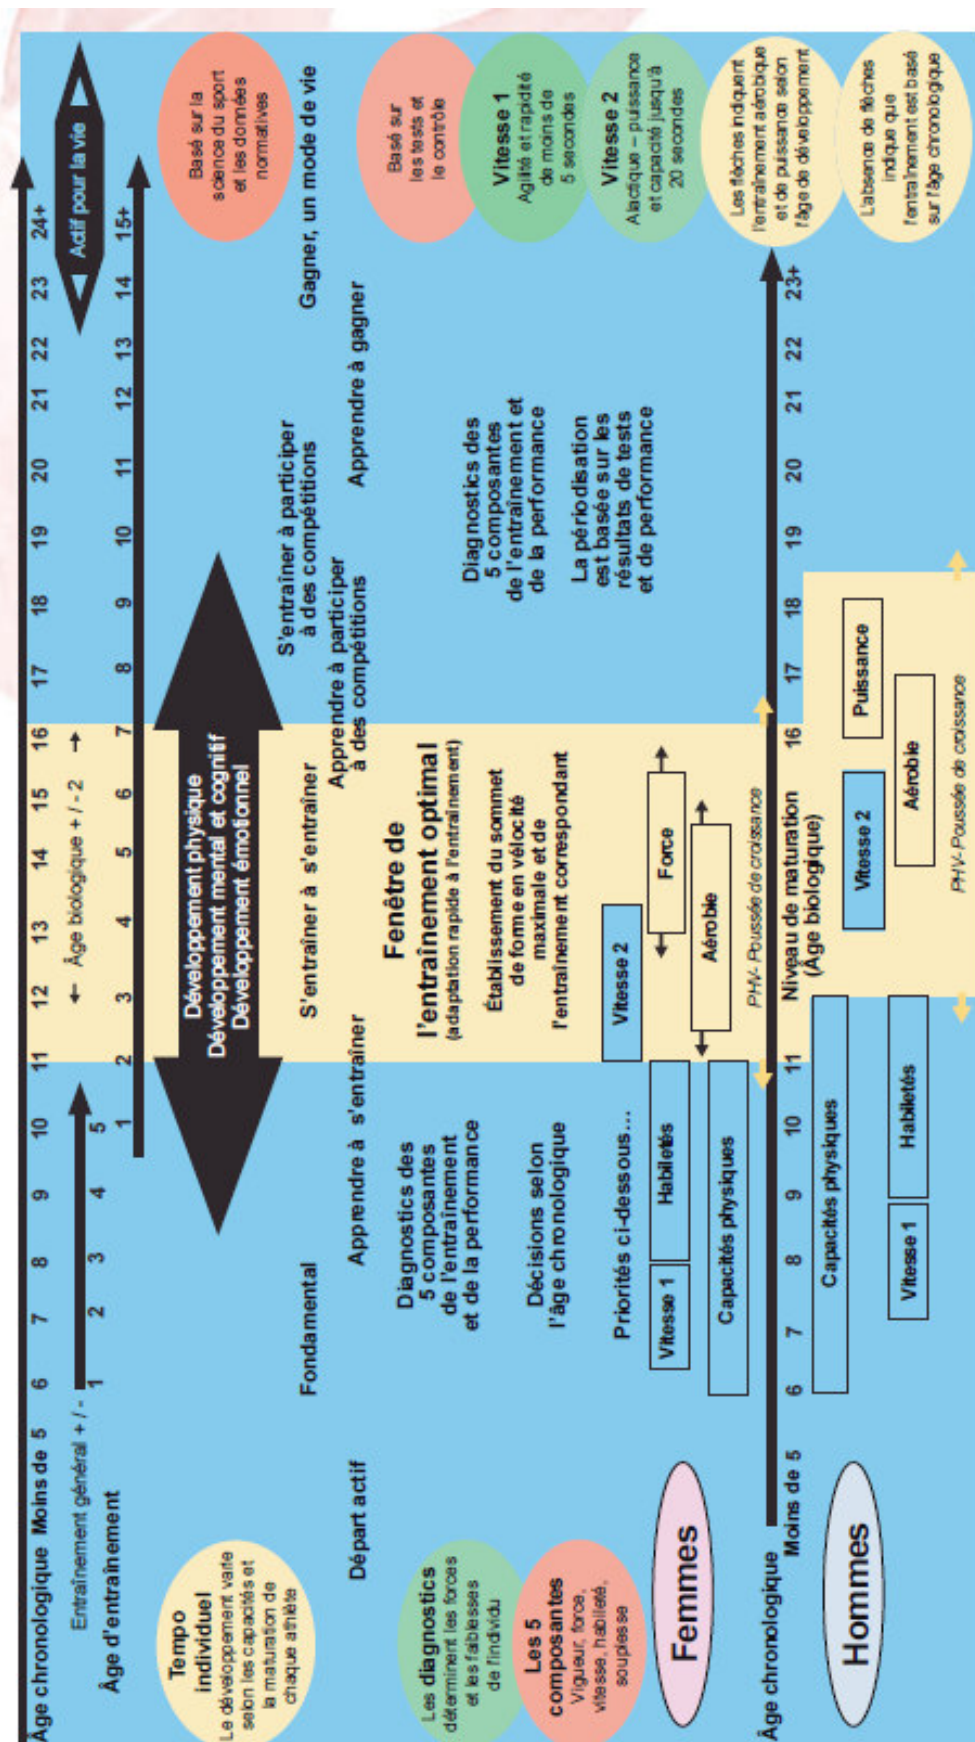 Âge chronologique Moins de 5 6 7 8 9 10 11 12 13 14 15 16 17 18 19 20 21 22 23 24+
Entraînement général + / -
← Âge biologique + / - 2 →
Actif pour la vie
1 2 3 4 5
Âge d'entraînement
1 2 3 4 5 6 7 8 9 10 11 12 13 14 15+
Tempo
individuel
Le développement varie
selon les capacités et
la maturation de
chaque athlète
Développement physique
Développement mental et cognitif
Développement émotionnel
Basé sur la
science du sport
et les données
normatives
Départ actif
Fondamental
Apprendre à s'entraîner
S'entraîner à s'entraîner
Apprendre à participer
à des compétitions
S'entraîner à participer
à des compétitions
Apprendre à gagner
Gagner, un mode de vie
Les diagnostics
déterminent les forces
et les faiblesses
de l'individu
Diagnostics des
5 composantes
de l'entraînement
et de la performance
Fenêtre de
l'entraînement optimal
(adaptation rapide à l'entraînement)
Diagnostics des
5 composantes
de l'entraînement et
de la performance
Basé sur
les tests et
le contrôle
Vitesse 1
Agilité et rapidité
de moins de
5 secondes
Les 5
composantes
Vigueur, force,
vitesse, habileté,
souplesse
Décisions selon
l'âge chronologique
Établissement du sommet
de forme en vélocité
maximale et de
l'entraînement correspondant
La périodisation
est basée sur les
résultats de tests
et de performance
Vitesse 2
Alactique – puissance
et capacité jusqu'à
20 secondes
Priorités ci-dessous...
Femmes
Vitesse 1
Habiletés
Vitesse 2
Force
Capacités physiques
Aérobie
PHV- Poussée de croissance
Les flèches indiquent
l'entraînement aérobique
et de puissance selon
l'âge de développement
Âge chronologique
Moins de 5 6 7 8 9 10 11 Niveau de maturation 16 17 18 19 20 21 22 23+
(Âge biologique)
Hommes
Capacités physiques
Vitesse 1
Habiletés
Vitesse 2
Puissance
Aérobie
PHV- Poussée de croissance
L'absence de flèches
indique que
l'entraînement est basé
sur l'âge chronologique